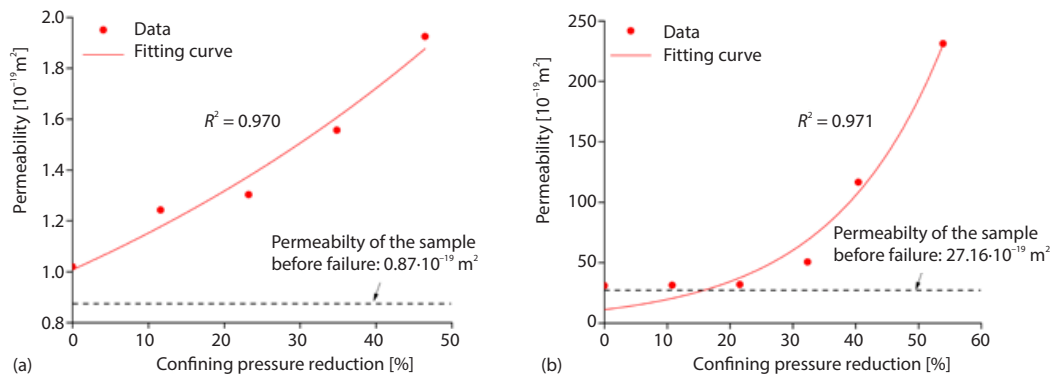 2.0
1.8
1.6
1.4
1.2
1.0
0.8
Permeability [10⁻¹⁹m²]
Data
Fitting curve
R² = 0.970
Permeabilty of the sample
before failure: 0.87·10⁻¹⁹ m²
0 10 20 30 40 50
(a) Confining pressure reduction [%]
250
200
150
100
50
0
Permeability [10⁻¹⁹m²]
Data
Fitting curve
R² = 0.971
Permeabilty of the sample
before failure: 27.16·10⁻¹⁹ m²
0 10 20 30 40 50 60
(b) Confining pressure reduction [%]